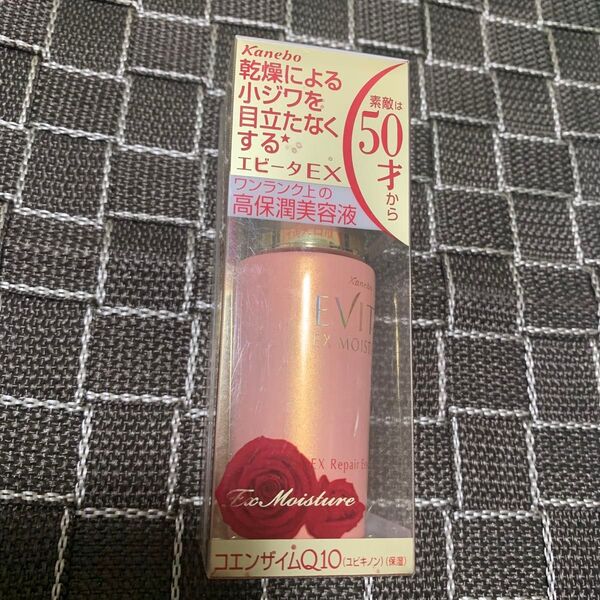 Kanebo
乾燥による
小ジワを
目立たなく
する★
エビータEX
素敵は
50
才から
ワンランク上の
高保潤美容液
Kanebo
EVIT
EX MOIST
EX Repair Es
Ex Moisture
コエンザイムQ10(ユビキノン)(保湿)